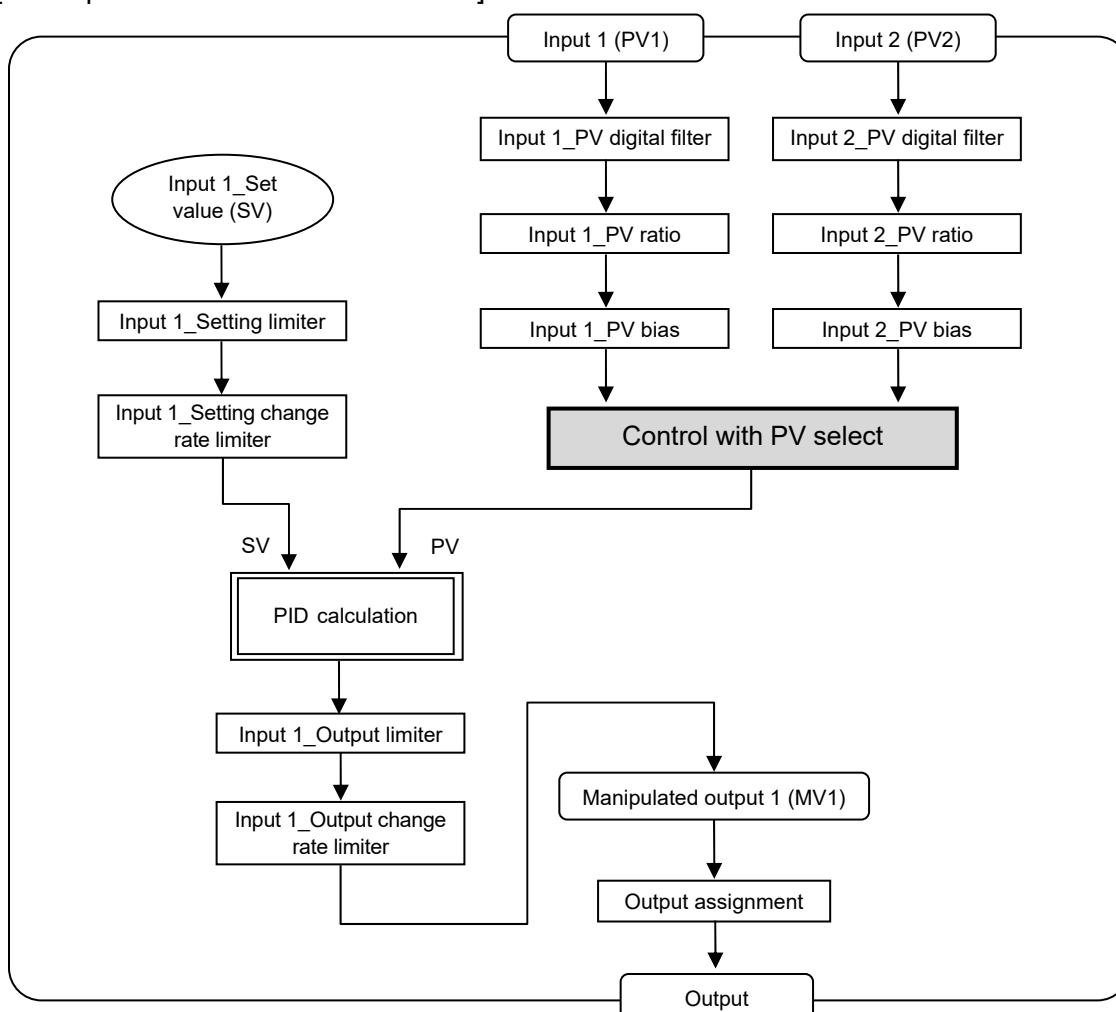 Input 1 (PV1)
Input 2 (PV2)
Input 1_PV digital filter
Input 2_PV digital filter
Input 1_Set
value (SV)
Input 1_PV ratio
Input 2_PV ratio
Input 1_Setting limiter
Input 1_PV bias
Input 2_PV bias
Input 1_Setting change
rate limiter
Control with PV select
SV
PV
PID calculation
Input 1_Output limiter
Input 1_Output change
rate limiter
Manipulated output 1 (MV1)
Output assignment
Output